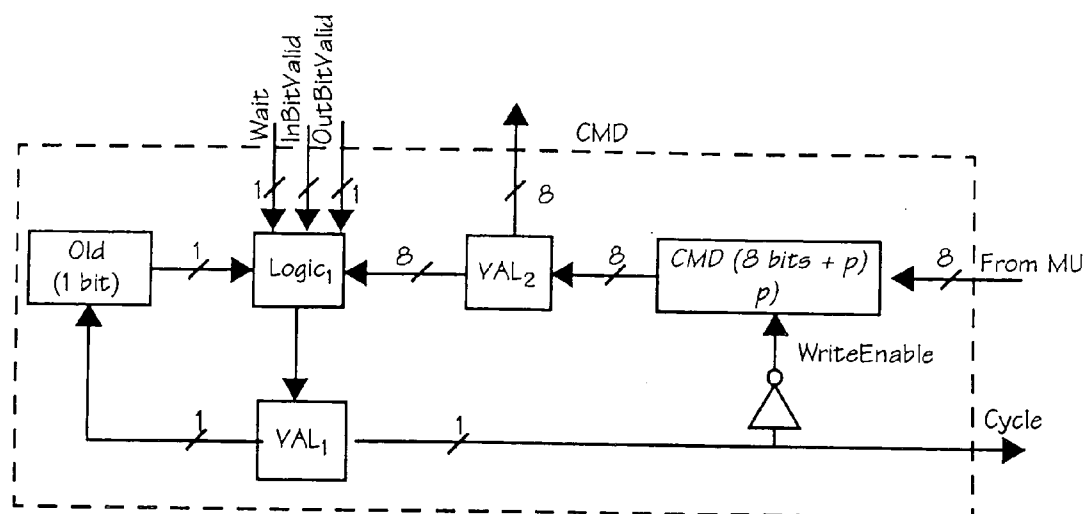 Wait
InBitValid
OutBitValid
CMD
1
1
8
Old
(1 bit)
1
Logic₁
8
VAL₂
8
CMD (8 bits + p)
p)
8
From MU
WriteEnable
1
VAL₁
1
Cycle